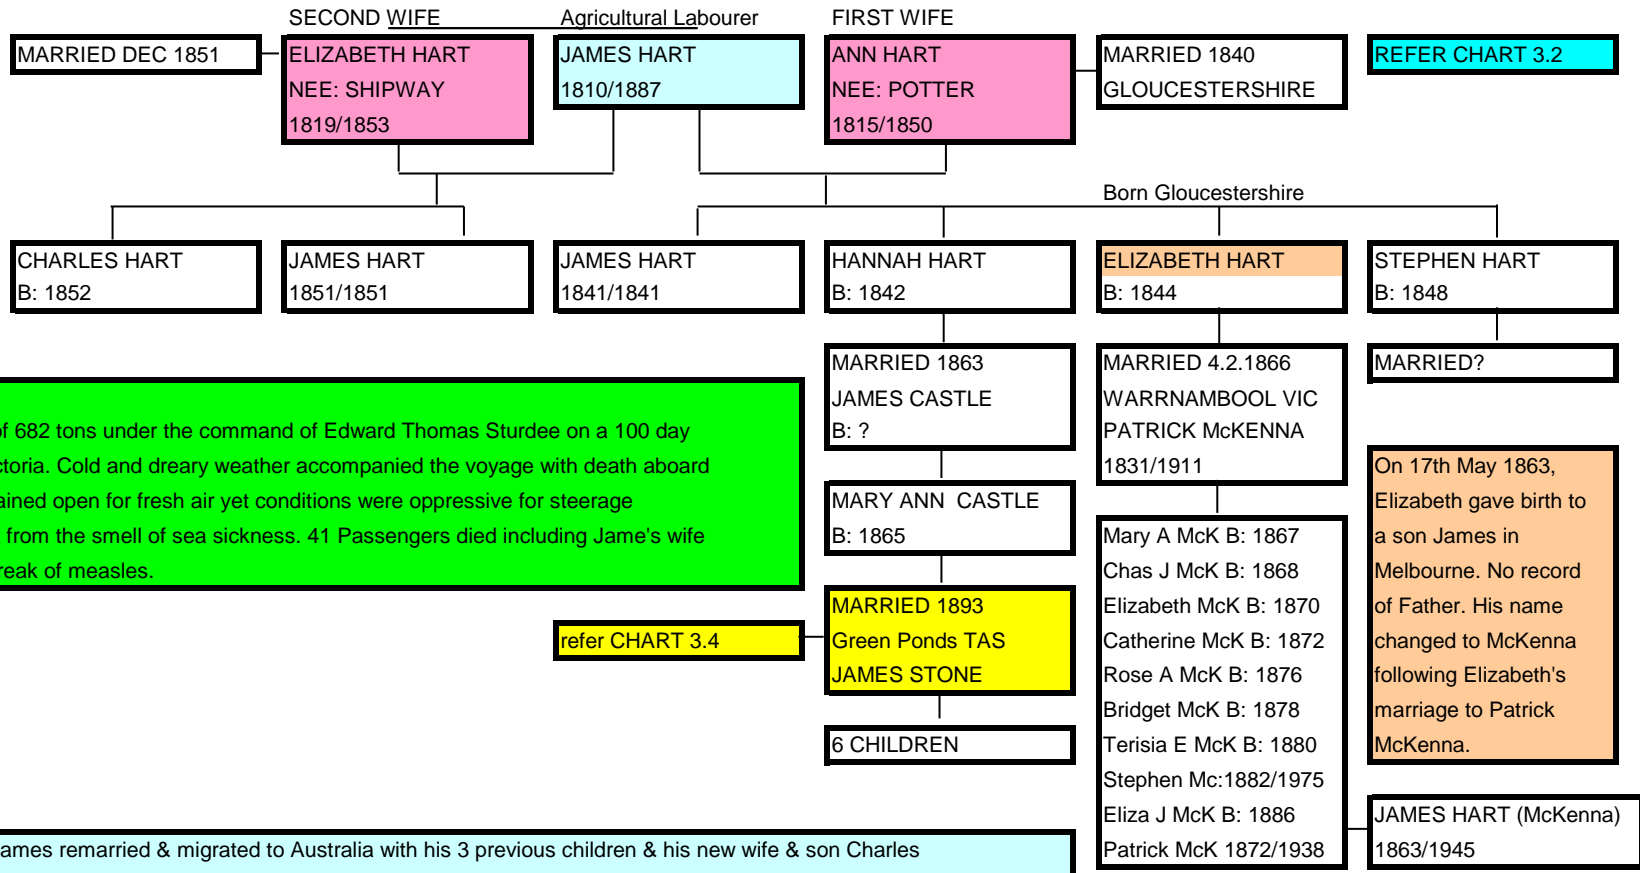 SECOND WIFE
Agricultural Labourer
FIRST WIFE
MARRIED DEC 1851
ELIZABETH HART
NEE: SHIPWAY
1819/1853
JAMES HART
1810/1887
ANN HART
NEE: POTTER
1815/1850
MARRIED 1840
GLOUCESTERSHIRE
REFER CHART 3.2
Born Gloucestershire
CHARLES HART
B: 1852
JAMES HART
1851/1851
JAMES HART
1841/1841
HANNAH HART
B: 1842
ELIZABETH HART
B: 1844
STEPHEN HART
B: 1848
MARRIED 1863
JAMES CASTLE
B: ?
MARRIED 4.2.1866
WARRNAMBOOL VIC
PATRICK McKENNA
1831/1911
MARRIED?
of 682 tons under the command of Edward Thomas Sturdee on a 100 day
ctoria. Cold and dreary weather accompanied the voyage with death aboard
ained open for fresh air yet conditions were oppressive for steerage
from the smell of sea sickness. 41 Passengers died including Jame's wife
reak of measles.
MARY ANN CASTLE
B: 1865
MARRIED 1893
Green Ponds TAS
JAMES STONE
refer CHART 3.4
6 CHILDREN
Mary A McK B: 1867
Chas J McK B: 1868
Elizabeth McK B: 1870
Catherine McK B: 1872
Rose A McK B: 1876
Bridget McK B: 1878
Terisia E McK B: 1880
Stephen Mc:1882/1975
Eliza J McK B: 1886
Patrick McK 1872/1938
On 17th May 1863,
Elizabeth gave birth to
a son James in
Melbourne. No record
of Father. His name
changed to McKenna
following Elizabeth's
marriage to Patrick
McKenna.
JAMES HART (McKenna)
1863/1945
ames remarried & migrated to Australia with his 3 previous children & his new wife & son Charles